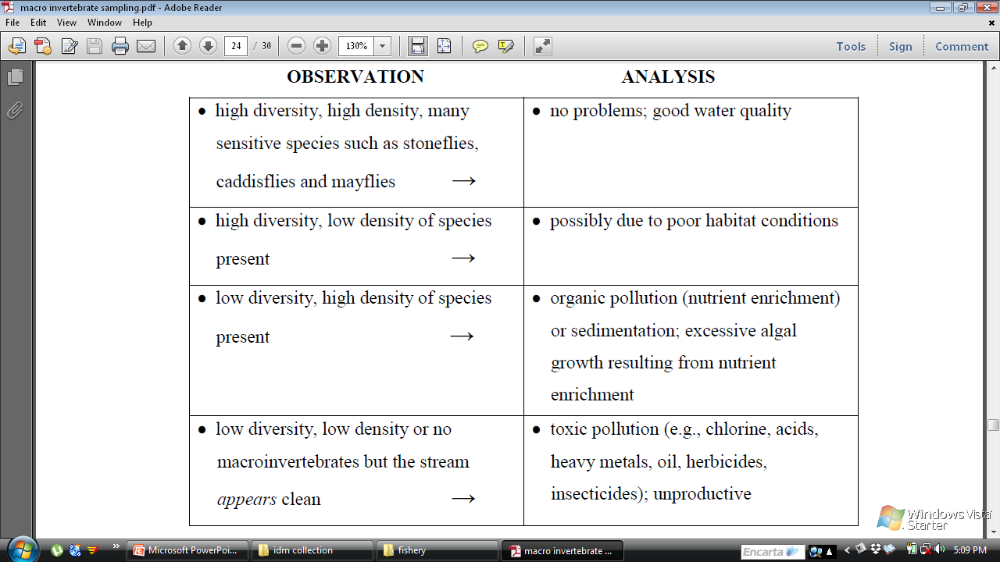 macro invertebrate sampling.pdf - Adobe Reader
File Edit View Window Help
24 / 30 130% Tools Sign Comment
OBSERVATION ANALYSIS
● high diversity, high density, many
sensitive species such as stoneflies,
caddisflies and mayflies →
● no problems; good water quality
● high diversity, low density of species
present →
● possibly due to poor habitat conditions
● low diversity, high density of species
present →
● organic pollution (nutrient enrichment)
or sedimentation; excessive algal
growth resulting from nutrient
enrichment
● low diversity, low density or no
macroinvertebrates but the stream
appears clean →
● toxic pollution (e.g., chlorine, acids,
heavy metals, oil, herbicides,
insecticides); unproductive
Windows Vista
Starter
Microsoft PowerPoi... idm collection fishery macro invertebrate ... Encarta 5:09 PM